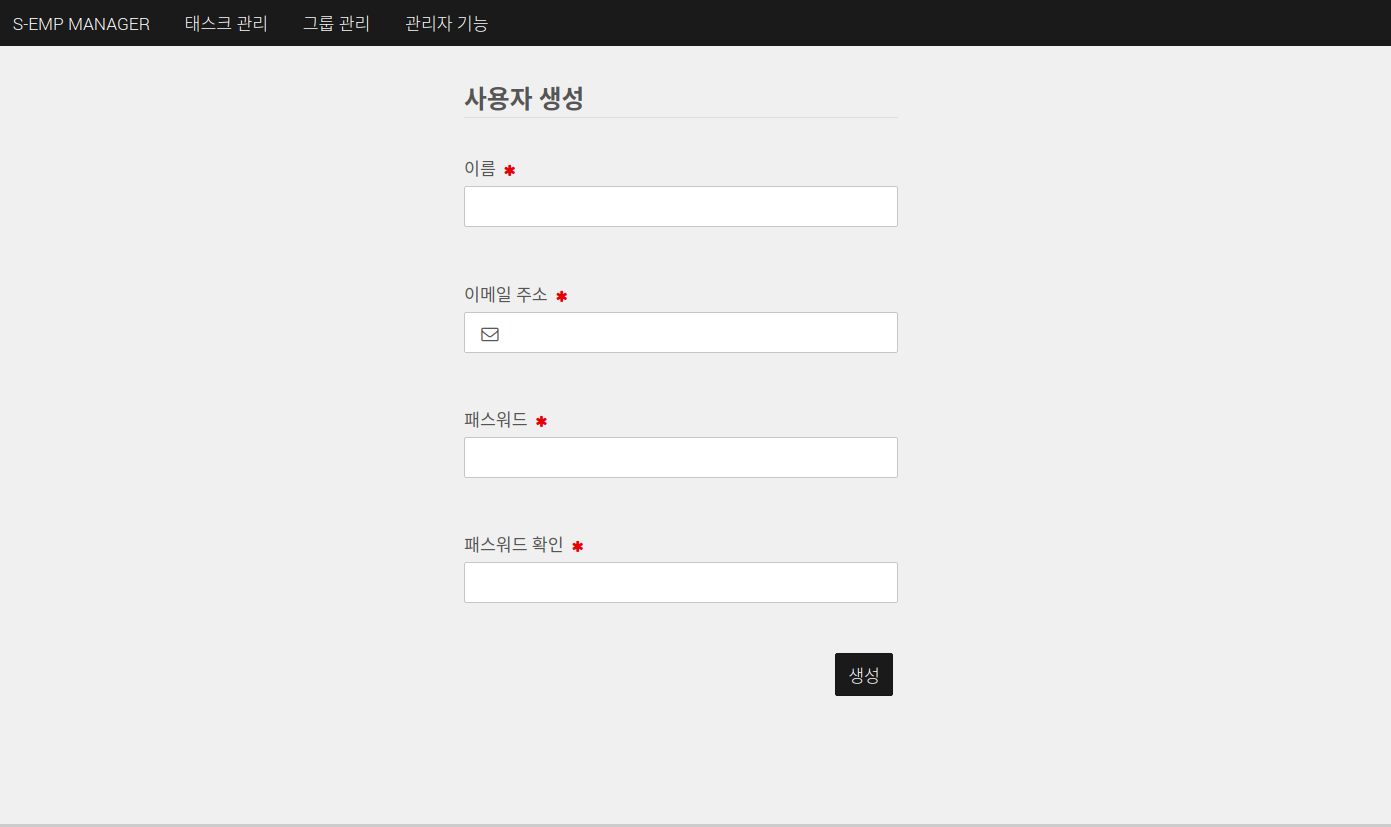 S-EMP MANAGER 태스크 관리 그룹 관리 관리자 기능
사용자 생성
이름 ✱
이메일 주소 ✱
패스워드 ✱
패스워드 확인 ✱
생성